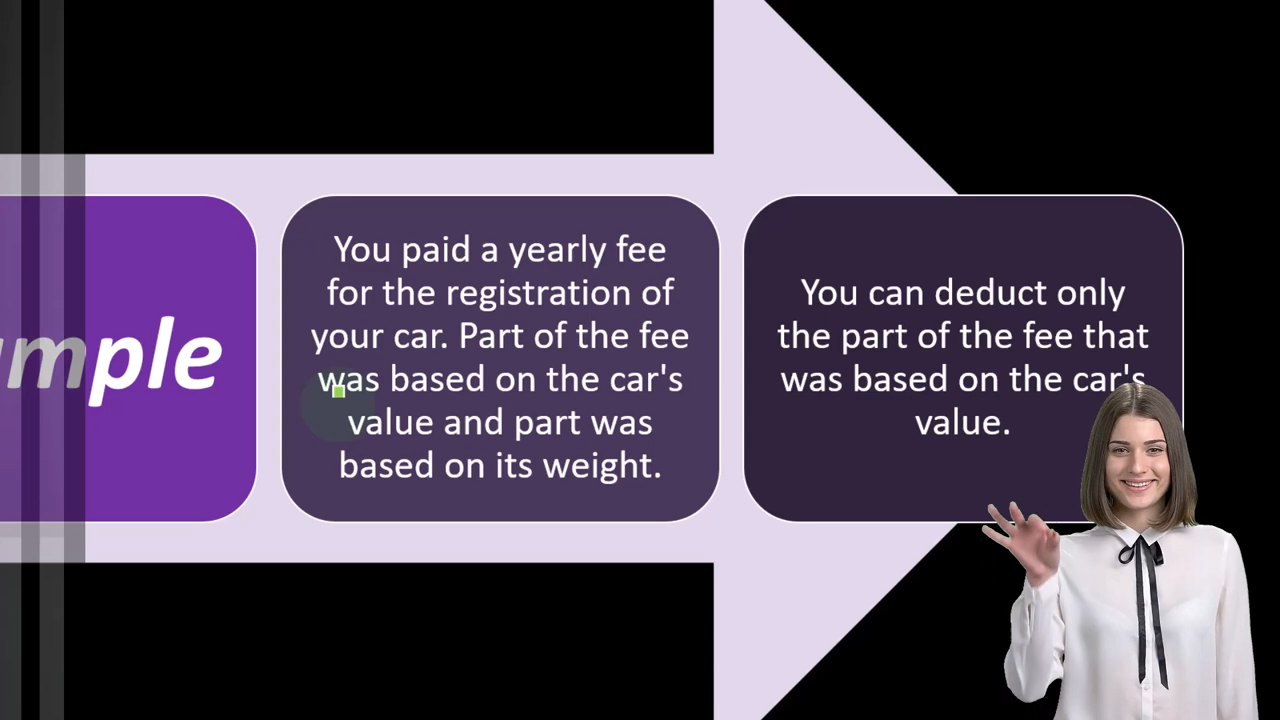 mple
You paid a yearly fee
for the registration of
your car. Part of the fee
was based on the car's
value and part was
based on its weight.
You can deduct only
the part of the fee that
was based on the car's
value.